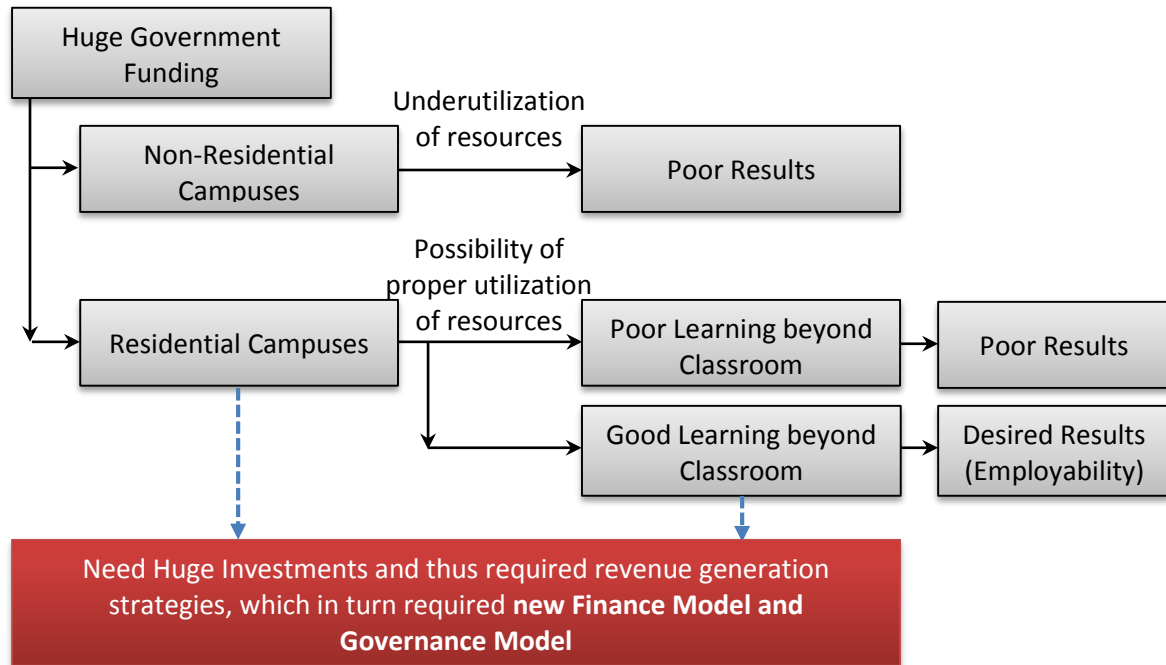 Huge Government
Funding
Underutilization
of resources
Non-Residential
Campuses
Poor Results
Possibility of
proper utilization
of resources
Residential Campuses
Poor Learning beyond
Classroom
Poor Results
Good Learning beyond
Classroom
Desired Results
(Employability)
Need Huge Investments and thus required revenue generation
strategies, which in turn required new Finance Model and
Governance Model